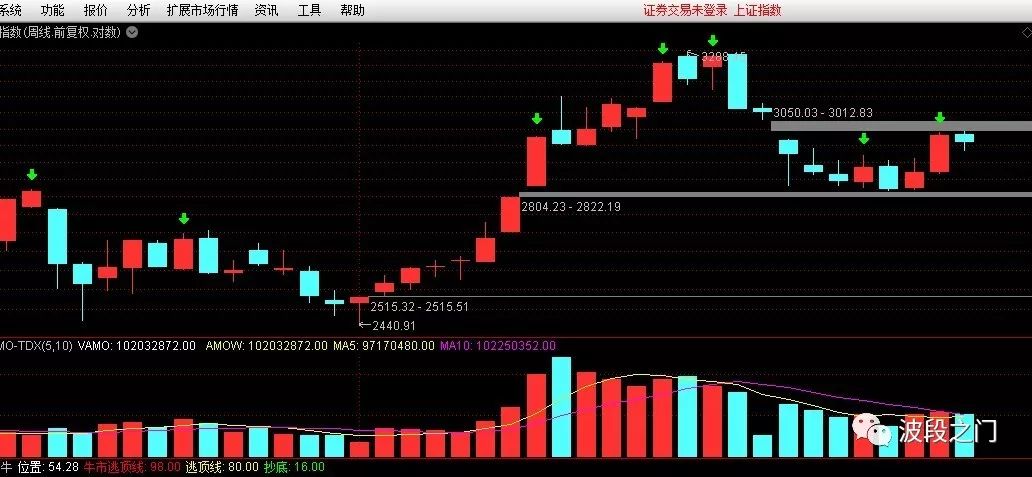 系统 功能 报价 分析 扩展市场行情 资讯 工具 帮助 证券交易未登录 上证指数
指数(周线.前复权.对数)
3288.45
3050.03 - 3012.83
2804.23 - 2822.19
2515.32 - 2515.51
2440.91
MO-TDX(5,10) VAMO: 102032872.00 AMOW: 102032872.00 MA5: 97170480.00 MA10: 102250352.00
波段之门
牛 位置: 54.28 牛市逃顶线: 98.00 逃顶线: 80.00 抄底: 16.00